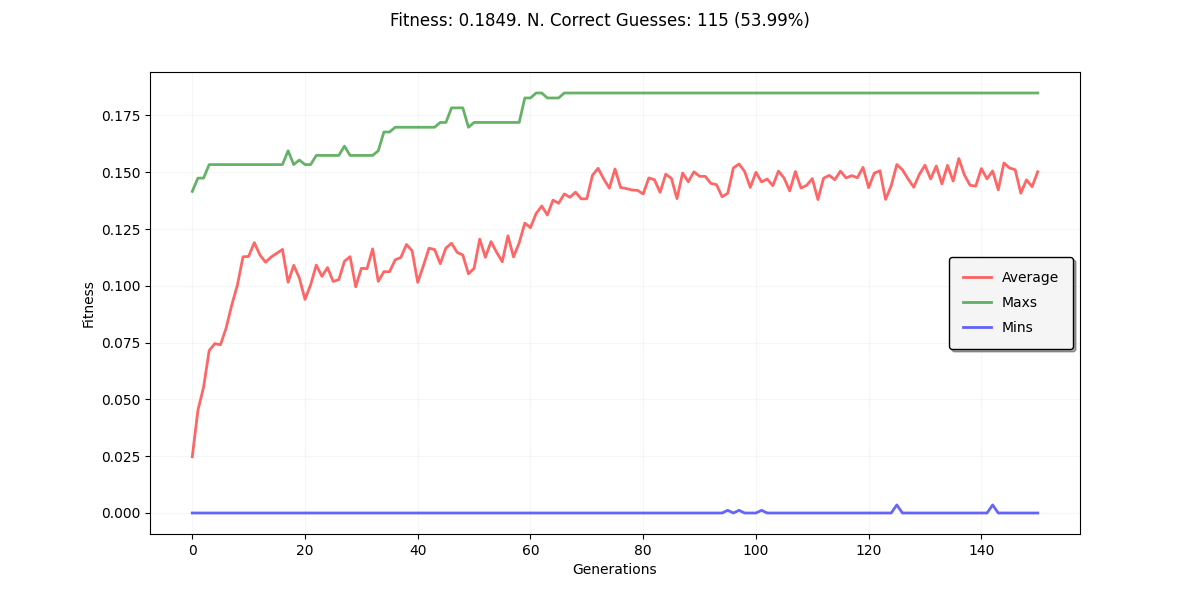 Fitness: 0.1849. N. Correct Guesses: 115 (53.99%)
0.175
0.150
0.125
0.100
0.075
0.050
0.025
0.000
Fitness
Average
Maxs
Mins
0 20 40 60 80 100 120 140
Generations